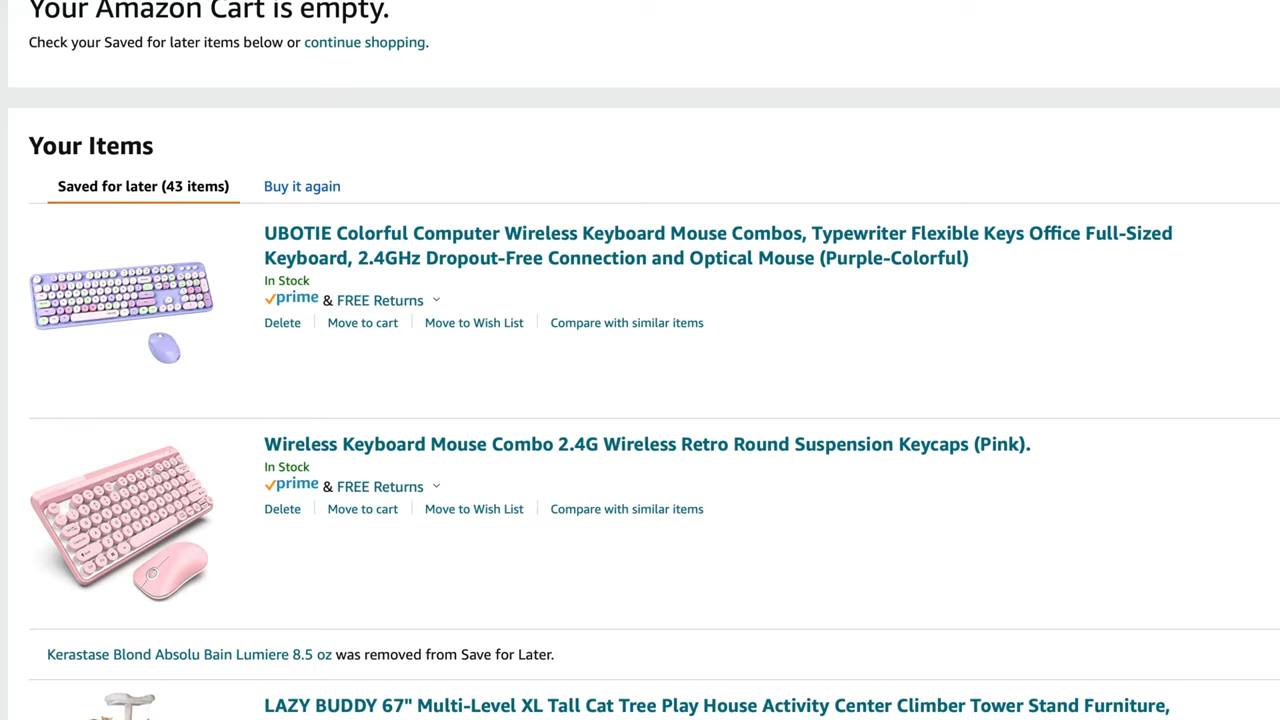 Your Amazon Cart is empty.
Check your Saved for later items below or continue shopping.
Your Items
Saved for later (43 items) Buy it again
UBOTIE Colorful Computer Wireless Keyboard Mouse Combos, Typewriter Flexible Keys Office Full-Sized
Keyboard, 2.4GHz Dropout-Free Connection and Optical Mouse (Purple-Colorful)
In Stock
prime & FREE Returns
Delete Move to cart Move to Wish List Compare with similar items
Wireless Keyboard Mouse Combo 2.4G Wireless Retro Round Suspension Keycaps (Pink).
In Stock
prime & FREE Returns
Delete Move to cart Move to Wish List Compare with similar items
Kerastase Blond Absolu Bain Lumiere 8.5 oz was removed from Save for Later.
LAZY BUDDY 67" Multi-Level XL Tall Cat Tree Play House Activity Center Climber Tower Stand Furniture,